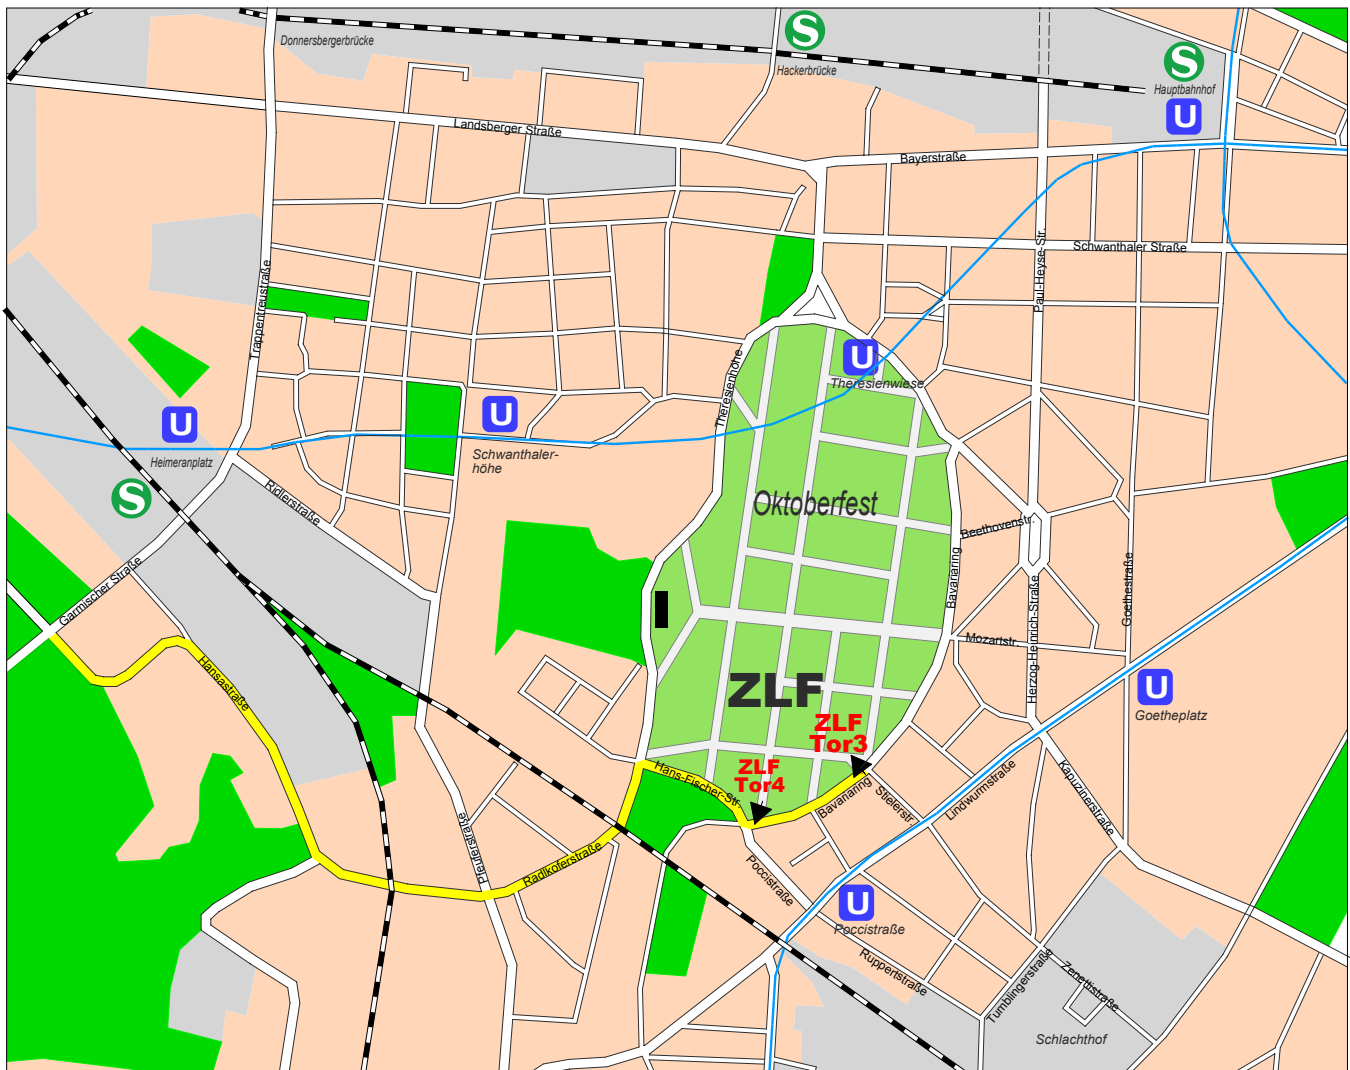 Donnersbergerbrücke
S
Hackerbrücke
S
Hauptbahnhof
U
Landsberger Straße
Bayerstraße
Schwanthaler Straße
Paul-Heyse-Str.
Trappentreustraße
Theresienhöhe
U
Theresienwiese
U
Heimeranplatz
S
U
Schwanthaler-
höhe
Ridlerstraße
Oktoberfest
Beethovenstr.
Bavariaring
Herzog-Heinrich-Straße
Goethestraße
Mozartstr.
Garmischer Straße
Hansastraße
ZLF
ZLF
Tor3
ZLF
Tor4
U
Goetheplatz
Hans-Fischer-Str.
Bavariaring
Stielerstr.
Lindwurmstraße
Kapuzinerstraße
Pfeuferstraße
Radlkoferstraße
Poccistraße
U
Poccistraße
Ruppertstraße
Tumblingerstraße
Zenettistraße
Schlachthof